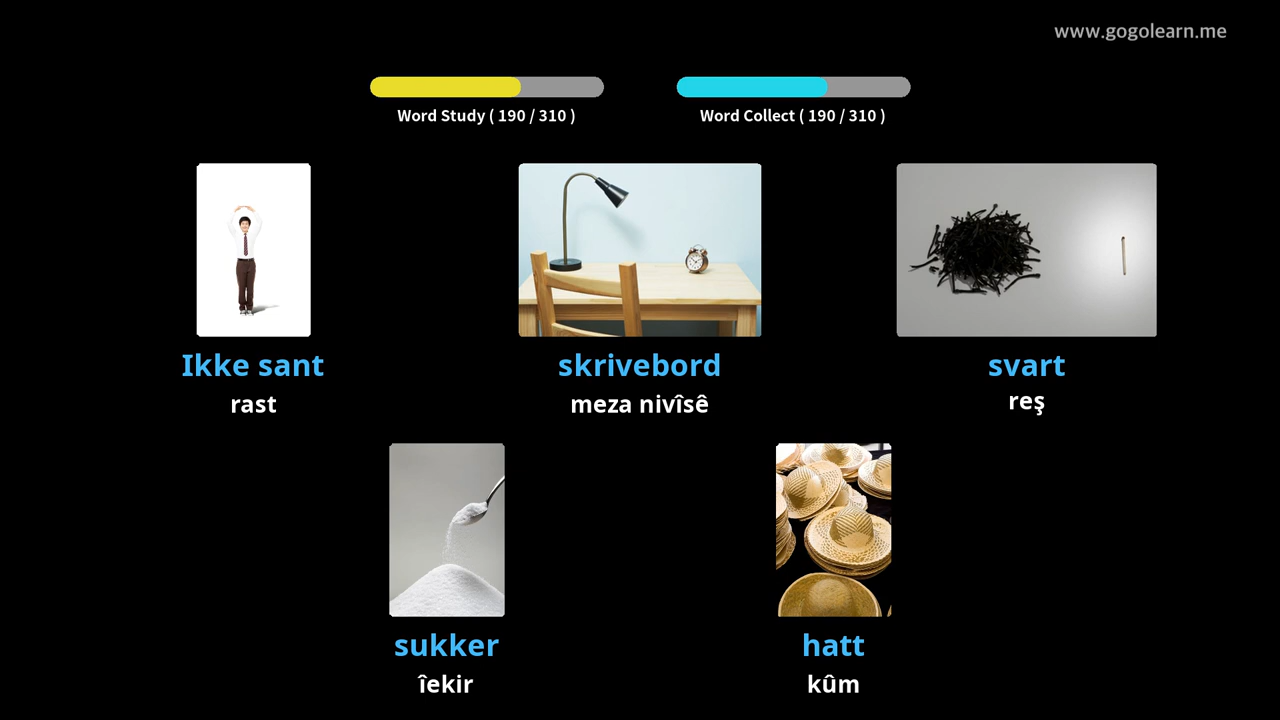 www.gogolearn.me
Word Study ( 190 / 310 )
Word Collect ( 190 / 310 )
Ikke sant
rast
skrivebord
meza nivîsê
svart
reş
sukker
îekir
hatt
kûm